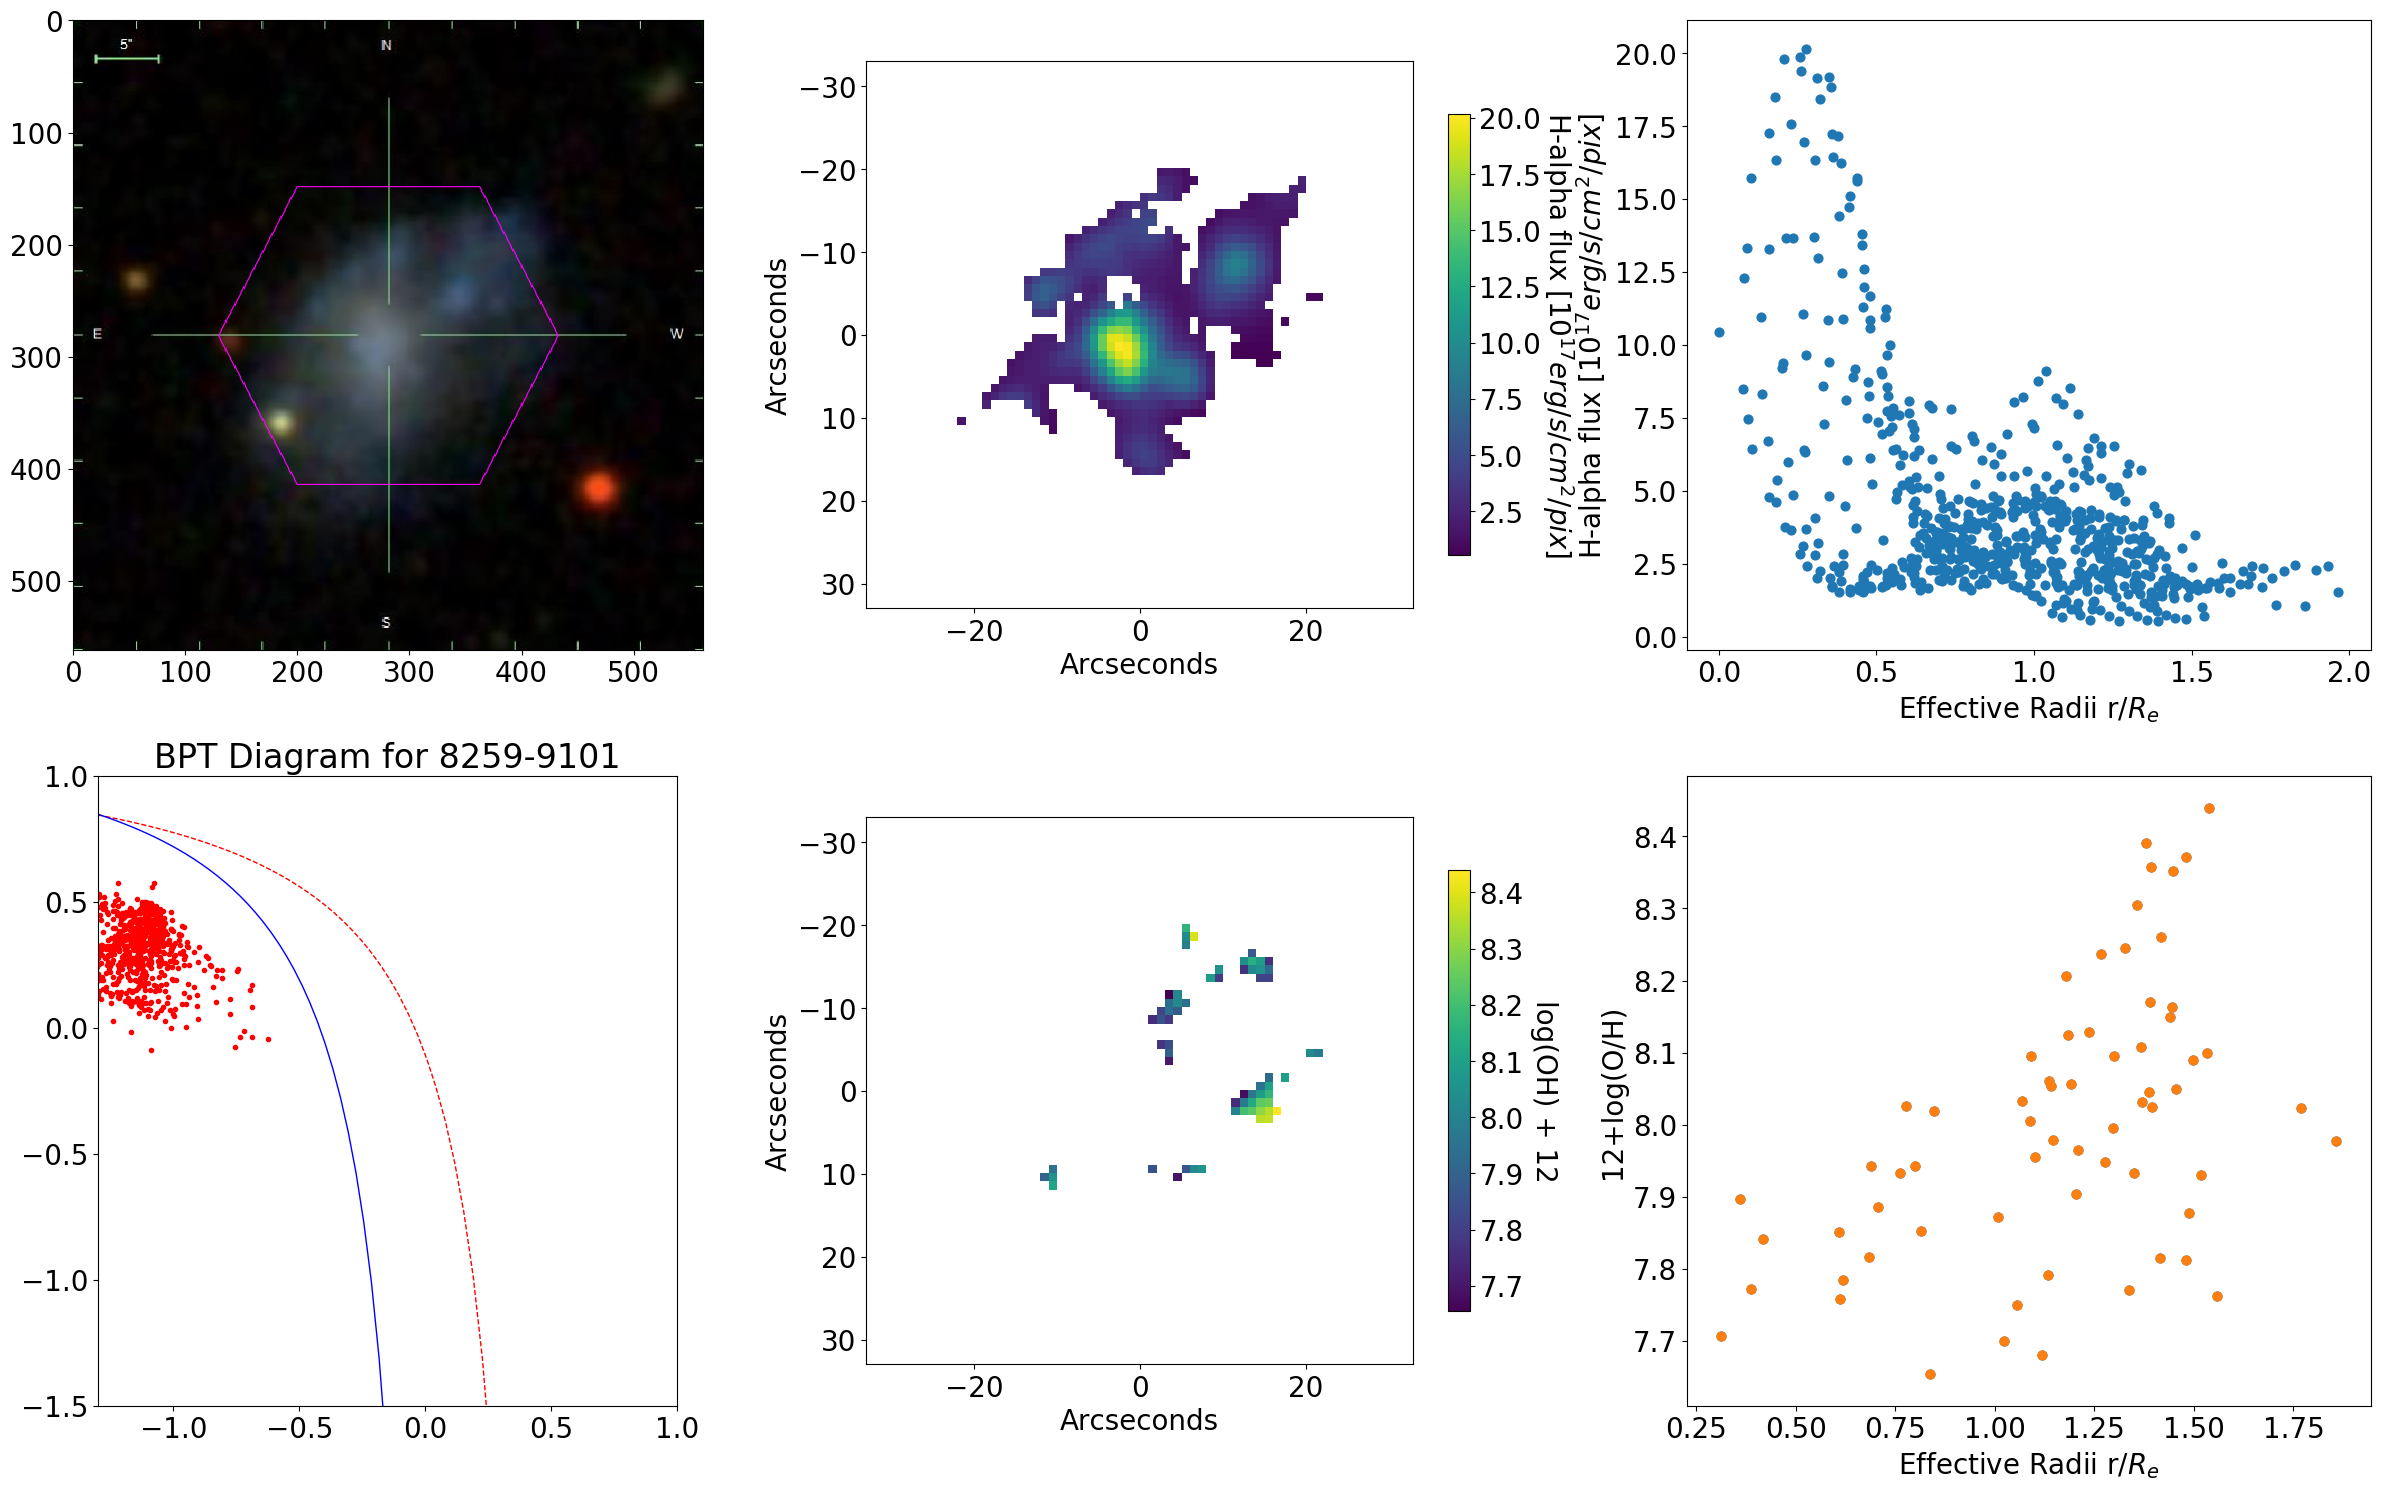 0
100
200
300
400
500
0 100 200 300 400 500
5"
N
E
W
S
−30
−20
−10
0
10
20
30
−20 0 20
Arcseconds
Arcseconds
20.0
17.5
15.0
12.5
10.0
7.5
5.0
2.5
H-alpha flux [10^17 erg/s/cm^2/pix]
H-alpha flux [10^17 erg/s/cm^2/pix]
20.0
17.5
15.0
12.5
10.0
7.5
5.0
2.5
0.0
0.0 0.5 1.0 1.5 2.0
Effective Radii r/R_e
BPT Diagram for 8259-9101
1.0
0.5
0.0
−0.5
−1.0
−1.5
−1.0 −0.5 0.0 0.5 1.0
−30
−20
−10
0
10
20
30
−20 0 20
Arcseconds
Arcseconds
8.4
8.3
8.2
8.1
8.0
7.9
7.8
7.7
log(OH) + 12
12+log(O/H)
8.4
8.3
8.2
8.1
8.0
7.9
7.8
7.7
0.25 0.50 0.75 1.00 1.25 1.50 1.75
Effective Radii r/R_e